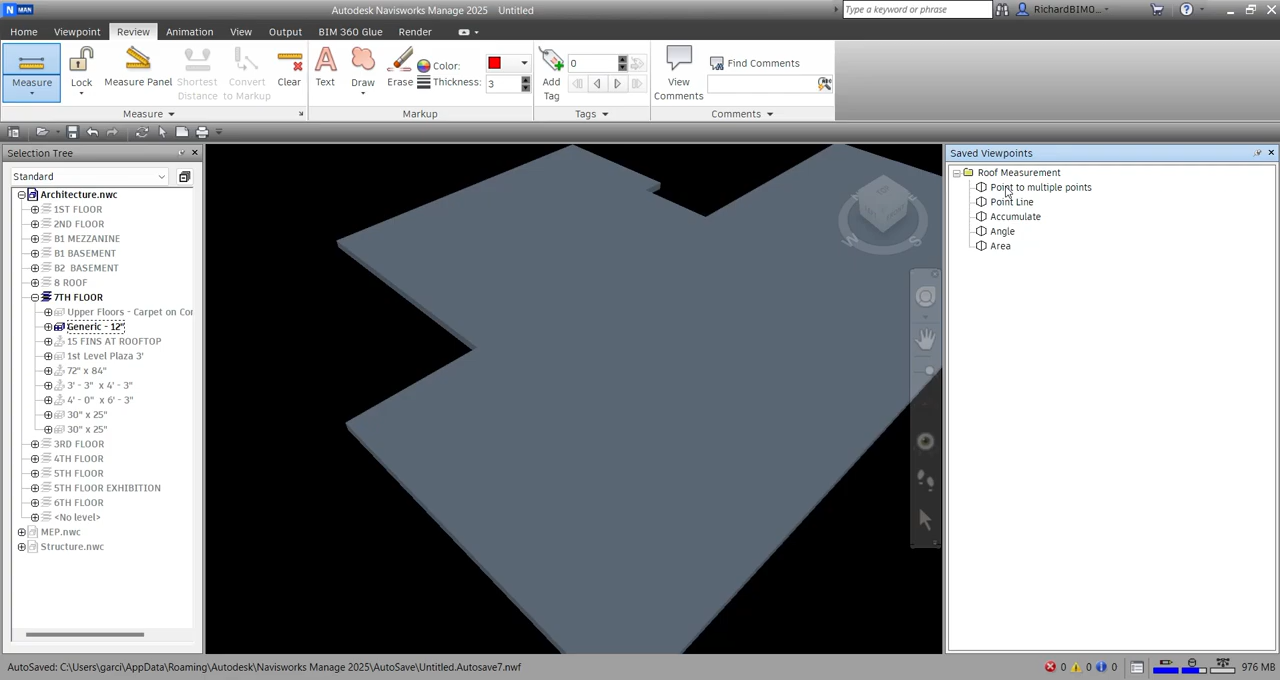 N MAN
Autodesk Navisworks Manage 2025 Untitled
Type a keyword or phrase
RichardBIMO...
Home Viewpoint Review Animation View Output BIM 360 Glue Render
Measure Lock Measure Panel Shortest Distance Convert to Markup Clear
Text Draw Erase Color: Thickness: 3
Add Tag 0
View Comments Find Comments
Measure Markup Tags Comments
Selection Tree
Standard
Architecture.nwc
1ST FLOOR
2ND FLOOR
B1 MEZZANINE
B1 BASEMENT
B2 BASEMENT
8 ROOF
7TH FLOOR
Upper Floors - Carpet on Cor
Generic - 12"
15 FINS AT ROOFTOP
1st Level Plaza 3'
72" x 84"
3' - 3" x 4' - 3"
4' - 0" x 6' - 3"
30" x 25"
30" x 25"
3RD FLOOR
4TH FLOOR
5TH FLOOR
5TH FLOOR EXHIBITION
6TH FLOOR
<No level>
MEP.nwc
Structure.nwc
W S
Saved Viewpoints
Roof Measurement
Point to multiple points
Point Line
Accumulate
Angle
Area
AutoSaved: C:\Users\garci\AppData\Roaming\Autodesk\Navisworks Manage 2025\AutoSave\Untitled.Autosave7.nwf
0 0 0 976 MB